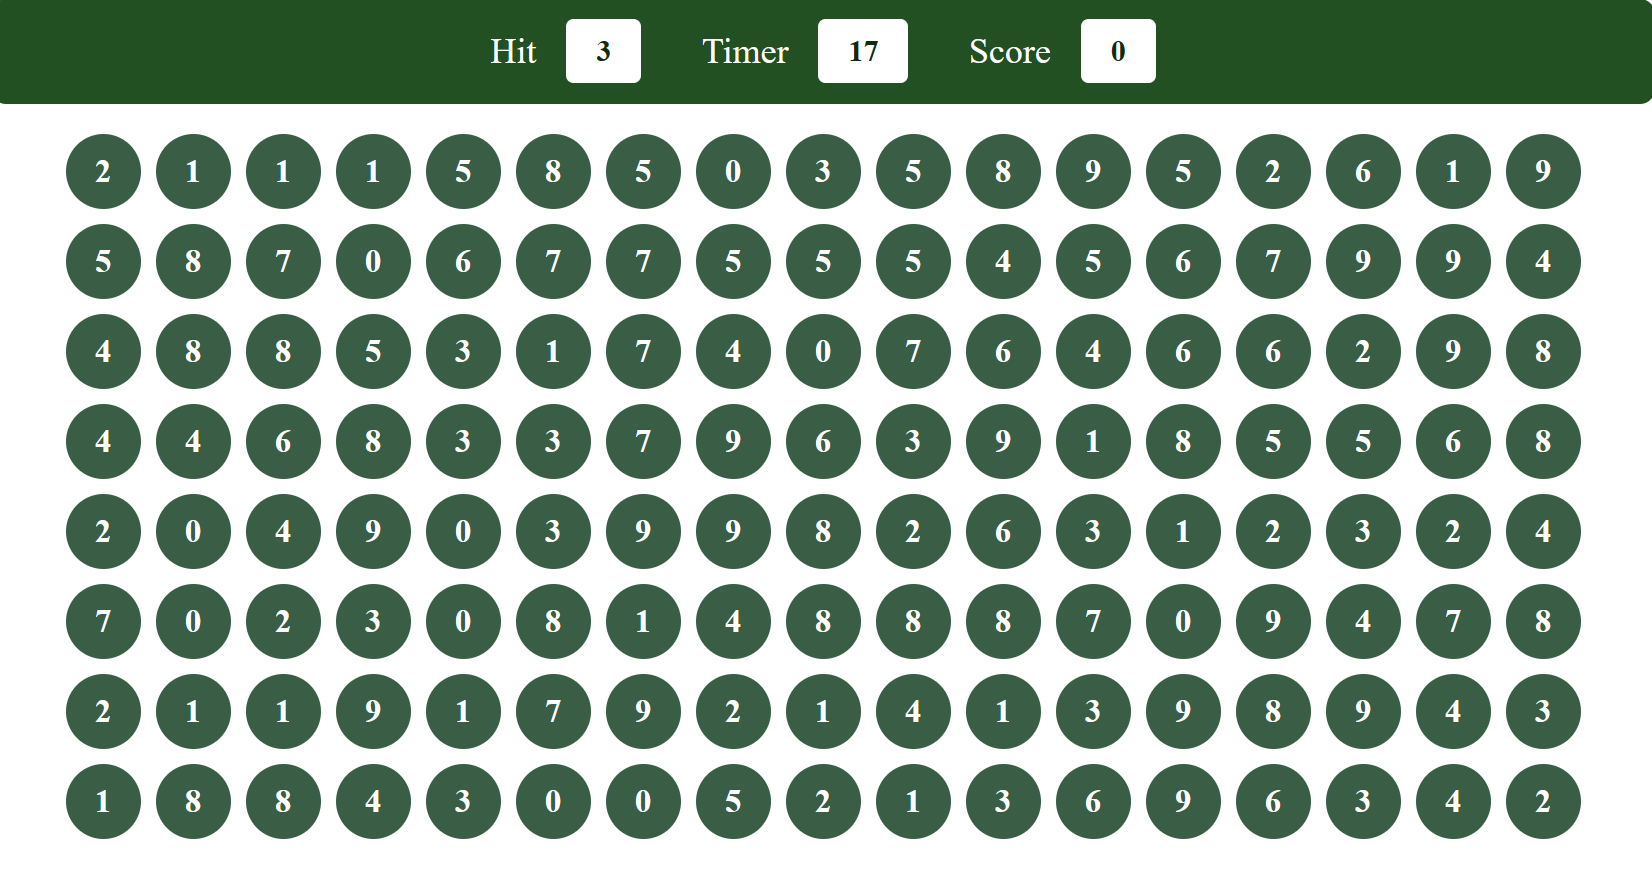 Hit 3 Timer 17 Score 0
2 1 1 1 5 8 5 0 3 5 8 9 5 2 6 1 9
5 8 7 0 6 7 7 5 5 5 4 5 6 7 9 9 4
4 8 8 5 3 1 7 4 0 7 6 4 6 6 2 9 8
4 4 6 8 3 3 7 9 6 3 9 1 8 5 5 6 8
2 0 4 9 0 3 9 9 8 2 6 3 1 2 3 2 4
7 0 2 3 0 8 1 4 8 8 8 7 0 9 4 7 8
2 1 1 9 1 7 9 2 1 4 1 3 9 8 9 4 3
1 8 8 4 3 0 0 5 2 1 3 6 9 6 3 4 2